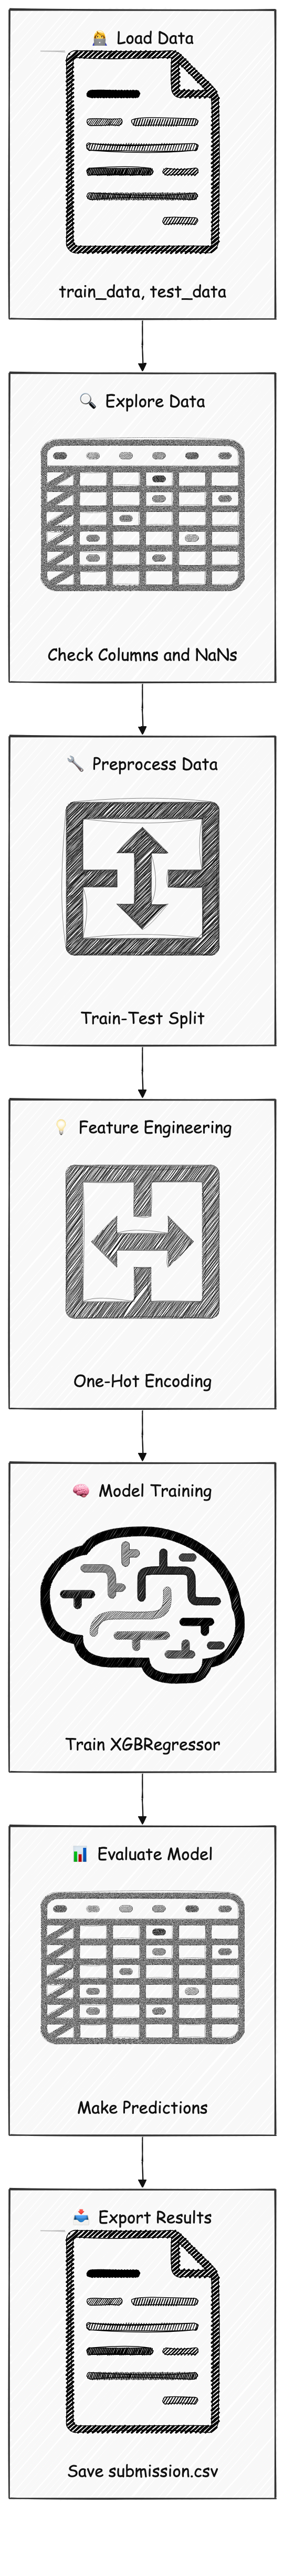 👩‍💻 Load Data
train_data, test_data
🔍 Explore Data
Check Columns and NaNs
🔧 Preprocess Data
Train-Test Split
💡 Feature Engineering
One-Hot Encoding
🧠 Model Training
Train XGBRegressor
📊 Evaluate Model
Make Predictions
📤 Export Results
Save submission.csv